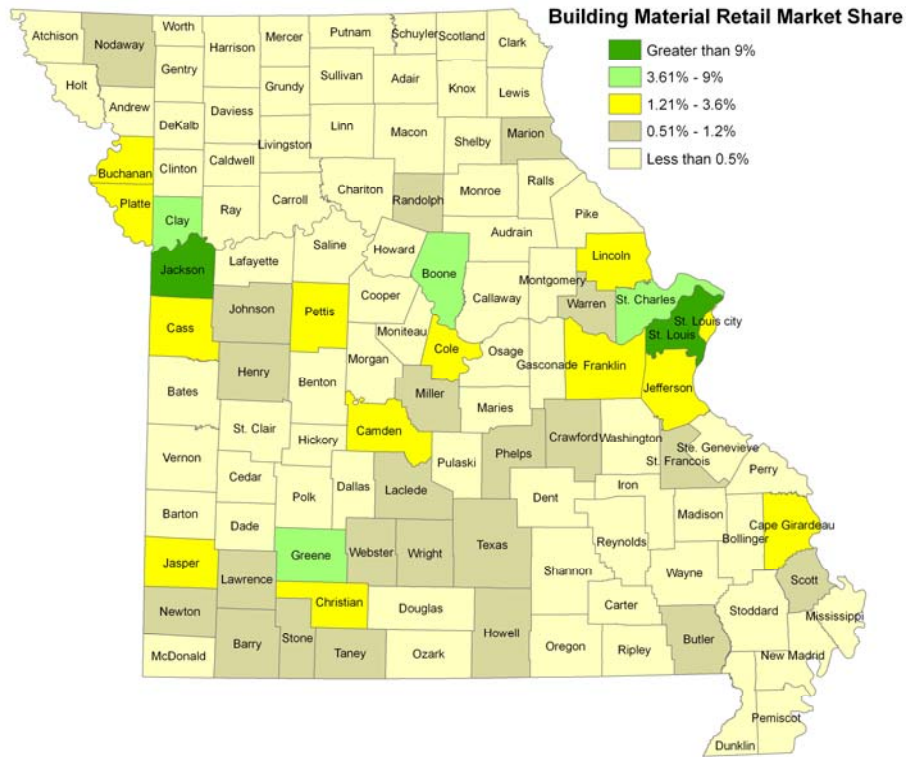 Building Material Retail Market Share
Greater than 9%
3.61% - 9%
1.21% - 3.6%
0.51% - 1.2%
Less than 0.5%
Atchison
Nodaway
Worth
Harrison
Mercer
Putnam
Schuyler
Scotland
Clark
Holt
Gentry
Grundy
Sullivan
Adair
Knox
Lewis
Andrew
DeKalb
Daviess
Livingston
Linn
Macon
Shelby
Marion
Buchanan
Clinton
Caldwell
Chariton
Randolph
Monroe
Ralls
Platte
Clay
Ray
Carroll
Saline
Howard
Audrain
Pike
Jackson
Lafayette
Boone
Callaway
Montgomery
Lincoln
Warren
St. Charles
St. Louis city
St. Louis
Cass
Johnson
Pettis
Cooper
Moniteau
Cole
Osage
Gasconade
Franklin
Jefferson
Bates
Henry
Benton
Morgan
Miller
Maries
St. Clair
Hickory
Camden
Pulaski
Phelps
Crawford
Washington
Ste. Genevieve
St. Francois
Perry
Vernon
Cedar
Polk
Dallas
Laclede
Dent
Iron
Madison
Bollinger
Cape Girardeau
Barton
Dade
Greene
Webster
Wright
Texas
Reynolds
Shannon
Wayne
Jasper
Lawrence
Christian
Douglas
Carter
Stoddard
Scott
Mississippi
Newton
Barry
Stone
Taney
Ozark
Howell
Oregon
Ripley
Butler
New Madrid
McDonald
Pemiscot
Dunklin